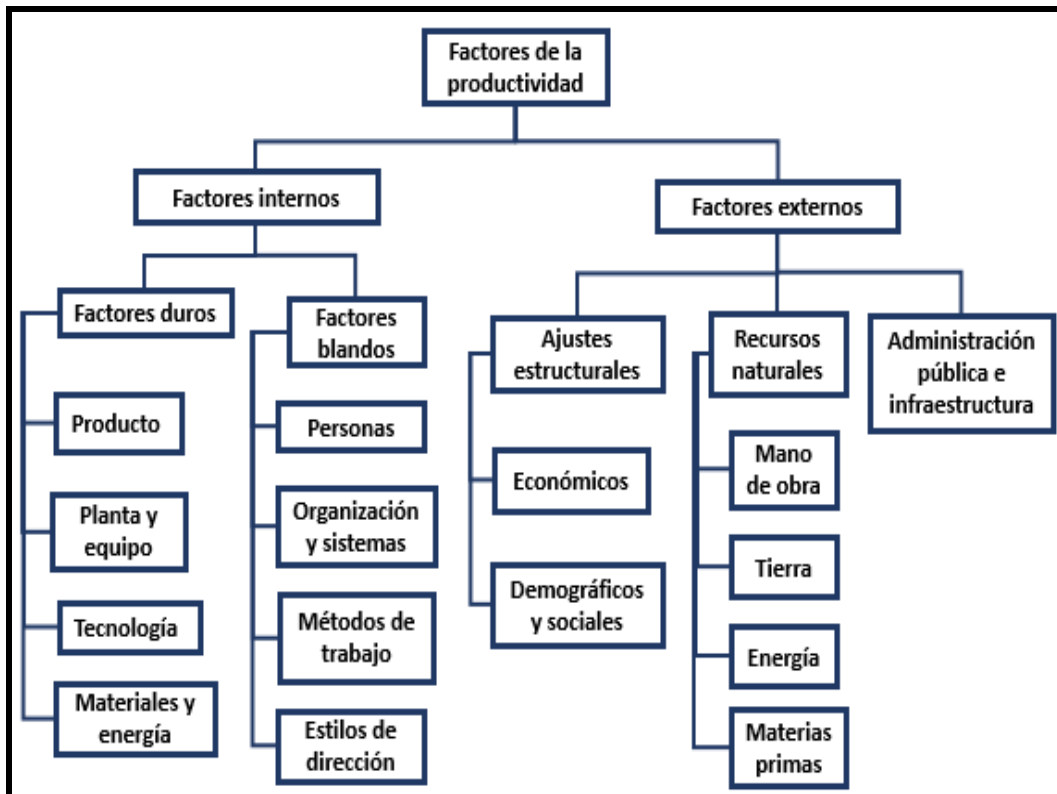 Factores de la
productividad
Factores internos
Factores externos
Factores duros
Factores
blandos
Ajustes
estructurales
Recursos
naturales
Administración
pública e
infraestructura
Producto
Planta y
equipo
Tecnología
Materiales y
energía
Personas
Organización
y sistemas
Métodos de
trabajo
Estilos de
dirección
Económicos
Demográficos
y sociales
Mano
de obra
Tierra
Energía
Materias
primas